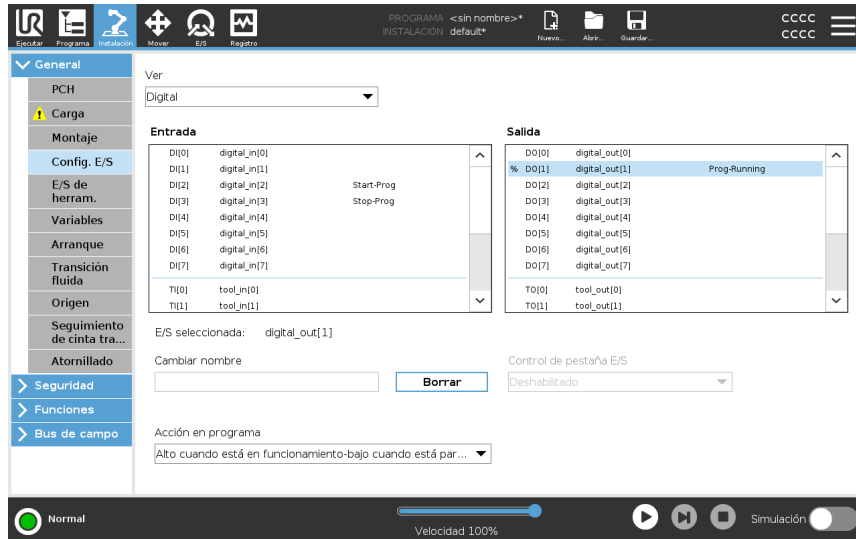 UR
PROGRAMA <sin nombre>*
INSTALACIÓN default*
Ejecutar Programa Instalación Mover E/S Registro Nuevo... Abrir... Guardar...
CCCC
CCCC
General
PCH
Carga
Montaje
Config. E/S
E/S de
herram.
Variables
Arranque
Transición
fluida
Origen
Seguimiento
de cinta tra...
Atornillado
Seguridad
Funciones
Bus de campo
Ver
Digital
Entrada
DI[0] digital_in[0]
DI[1] digital_in[1]
DI[2] digital_in[2] Start-Prog
DI[3] digital_in[3] Stop-Prog
DI[4] digital_in[4]
DI[5] digital_in[5]
DI[6] digital_in[6]
DI[7] digital_in[7]
TI[0] tool_in[0]
TI[1] tool_in[1]
Salida
DO[0] digital_out[0]
% DO[1] digital_out[1] Prog-Running
DO[2] digital_out[2]
DO[3] digital_out[3]
DO[4] digital_out[4]
DO[5] digital_out[5]
DO[6] digital_out[6]
DO[7] digital_out[7]
TO[0] tool_out[0]
TO[1] tool_out[1]
E/S seleccionada: digital_out[1]
Cambiar nombre
Borrar
Control de pestaña E/S
Deshabilitado
Acción en programa
Alto cuando está en funcionamiento-bajo cuando está par...
Normal
Velocidad 100%
Simulación